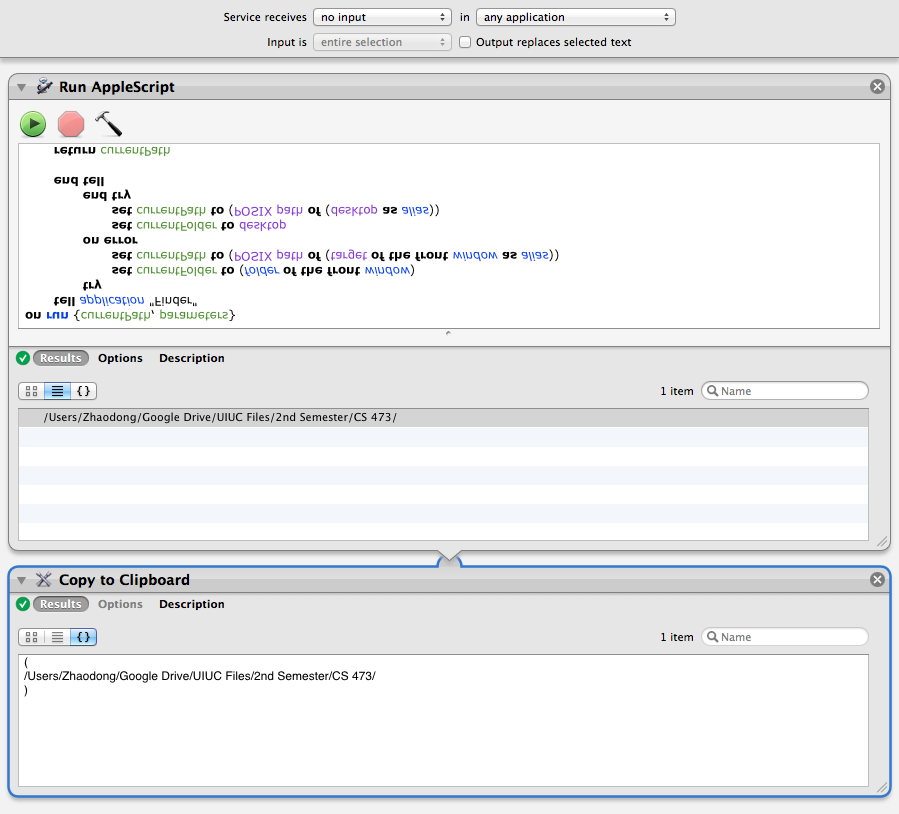 Service receives no input in any application
Input is entire selection Output replaces selected text
Run AppleScript
on run {currentPath, parameters}
tell application "Finder"
try
set currentFolder to (folder of the front window)
set currentPath to (POSIX path of (target of the front window as alias))
on error
set currentFolder to desktop
set currentPath to (POSIX path of (desktop as alias))
end try
end tell
return currentPath
Results Options Description
{} 1 item Name
/Users/Zhaodong/Google Drive/UIUC Files/2nd Semester/CS 473/
Copy to Clipboard
Results Options Description
{} 1 item Name
(
/Users/Zhaodong/Google Drive/UIUC Files/2nd Semester/CS 473/
)